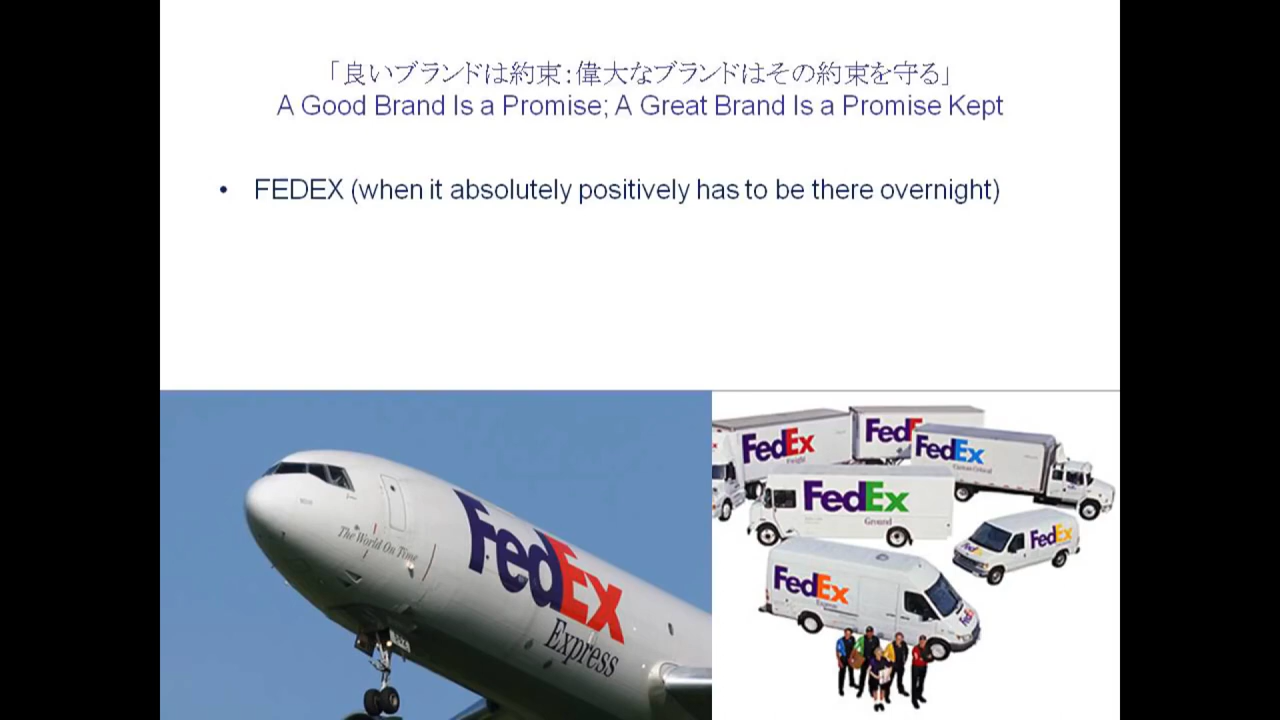 「良いブランドは約束：偉大なブランドはその約束を守る」
A Good Brand Is a Promise; A Great Brand Is a Promise Kept
• FEDEX (when it absolutely positively has to be there overnight)
The World On Time
FedEx
Express
FedEx
Freight
FedEx
FedEx
Custom Critical
FedEx
Ground
FedEx
FedEx
FedEx
Express
FedEx